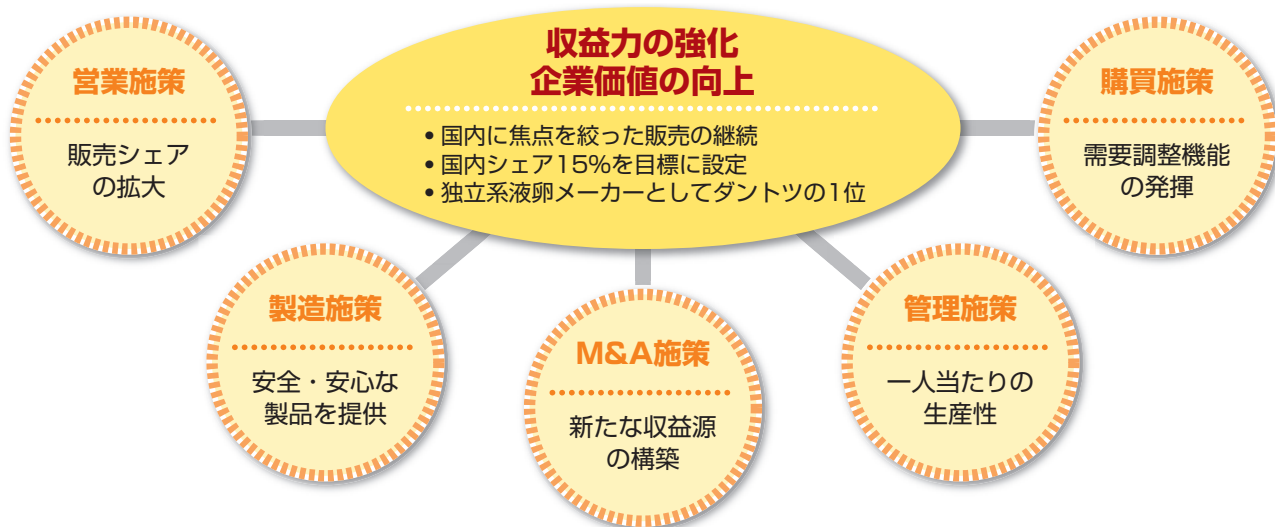 収益力の強化
企業価値の向上
• 国内に焦点を絞った販売の継続
• 国内シェア15%を目標に設定
• 独立系液卵メーカーとしてダントツの1位
営業施策
販売シェア
の拡大
製造施策
安全・安心な
製品を提供
M&A施策
新たな収益源
の構築
管理施策
一人当たりの
生産性
購買施策
需要調整機能
の発揮